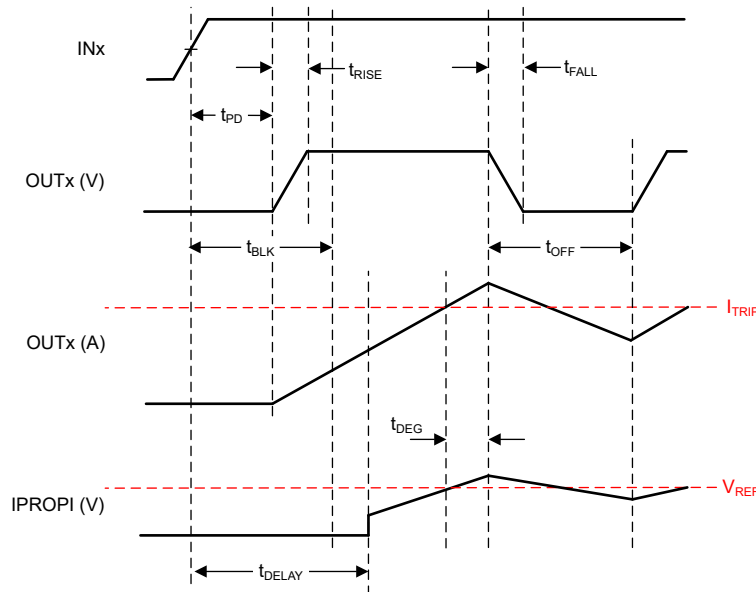 INx
tRISE
tFALL
tPD
OUTx (V)
tBLK
tOFF
ITRIP
OUTx (A)
tDEG
VREF
IPROPI (V)
tDELAY